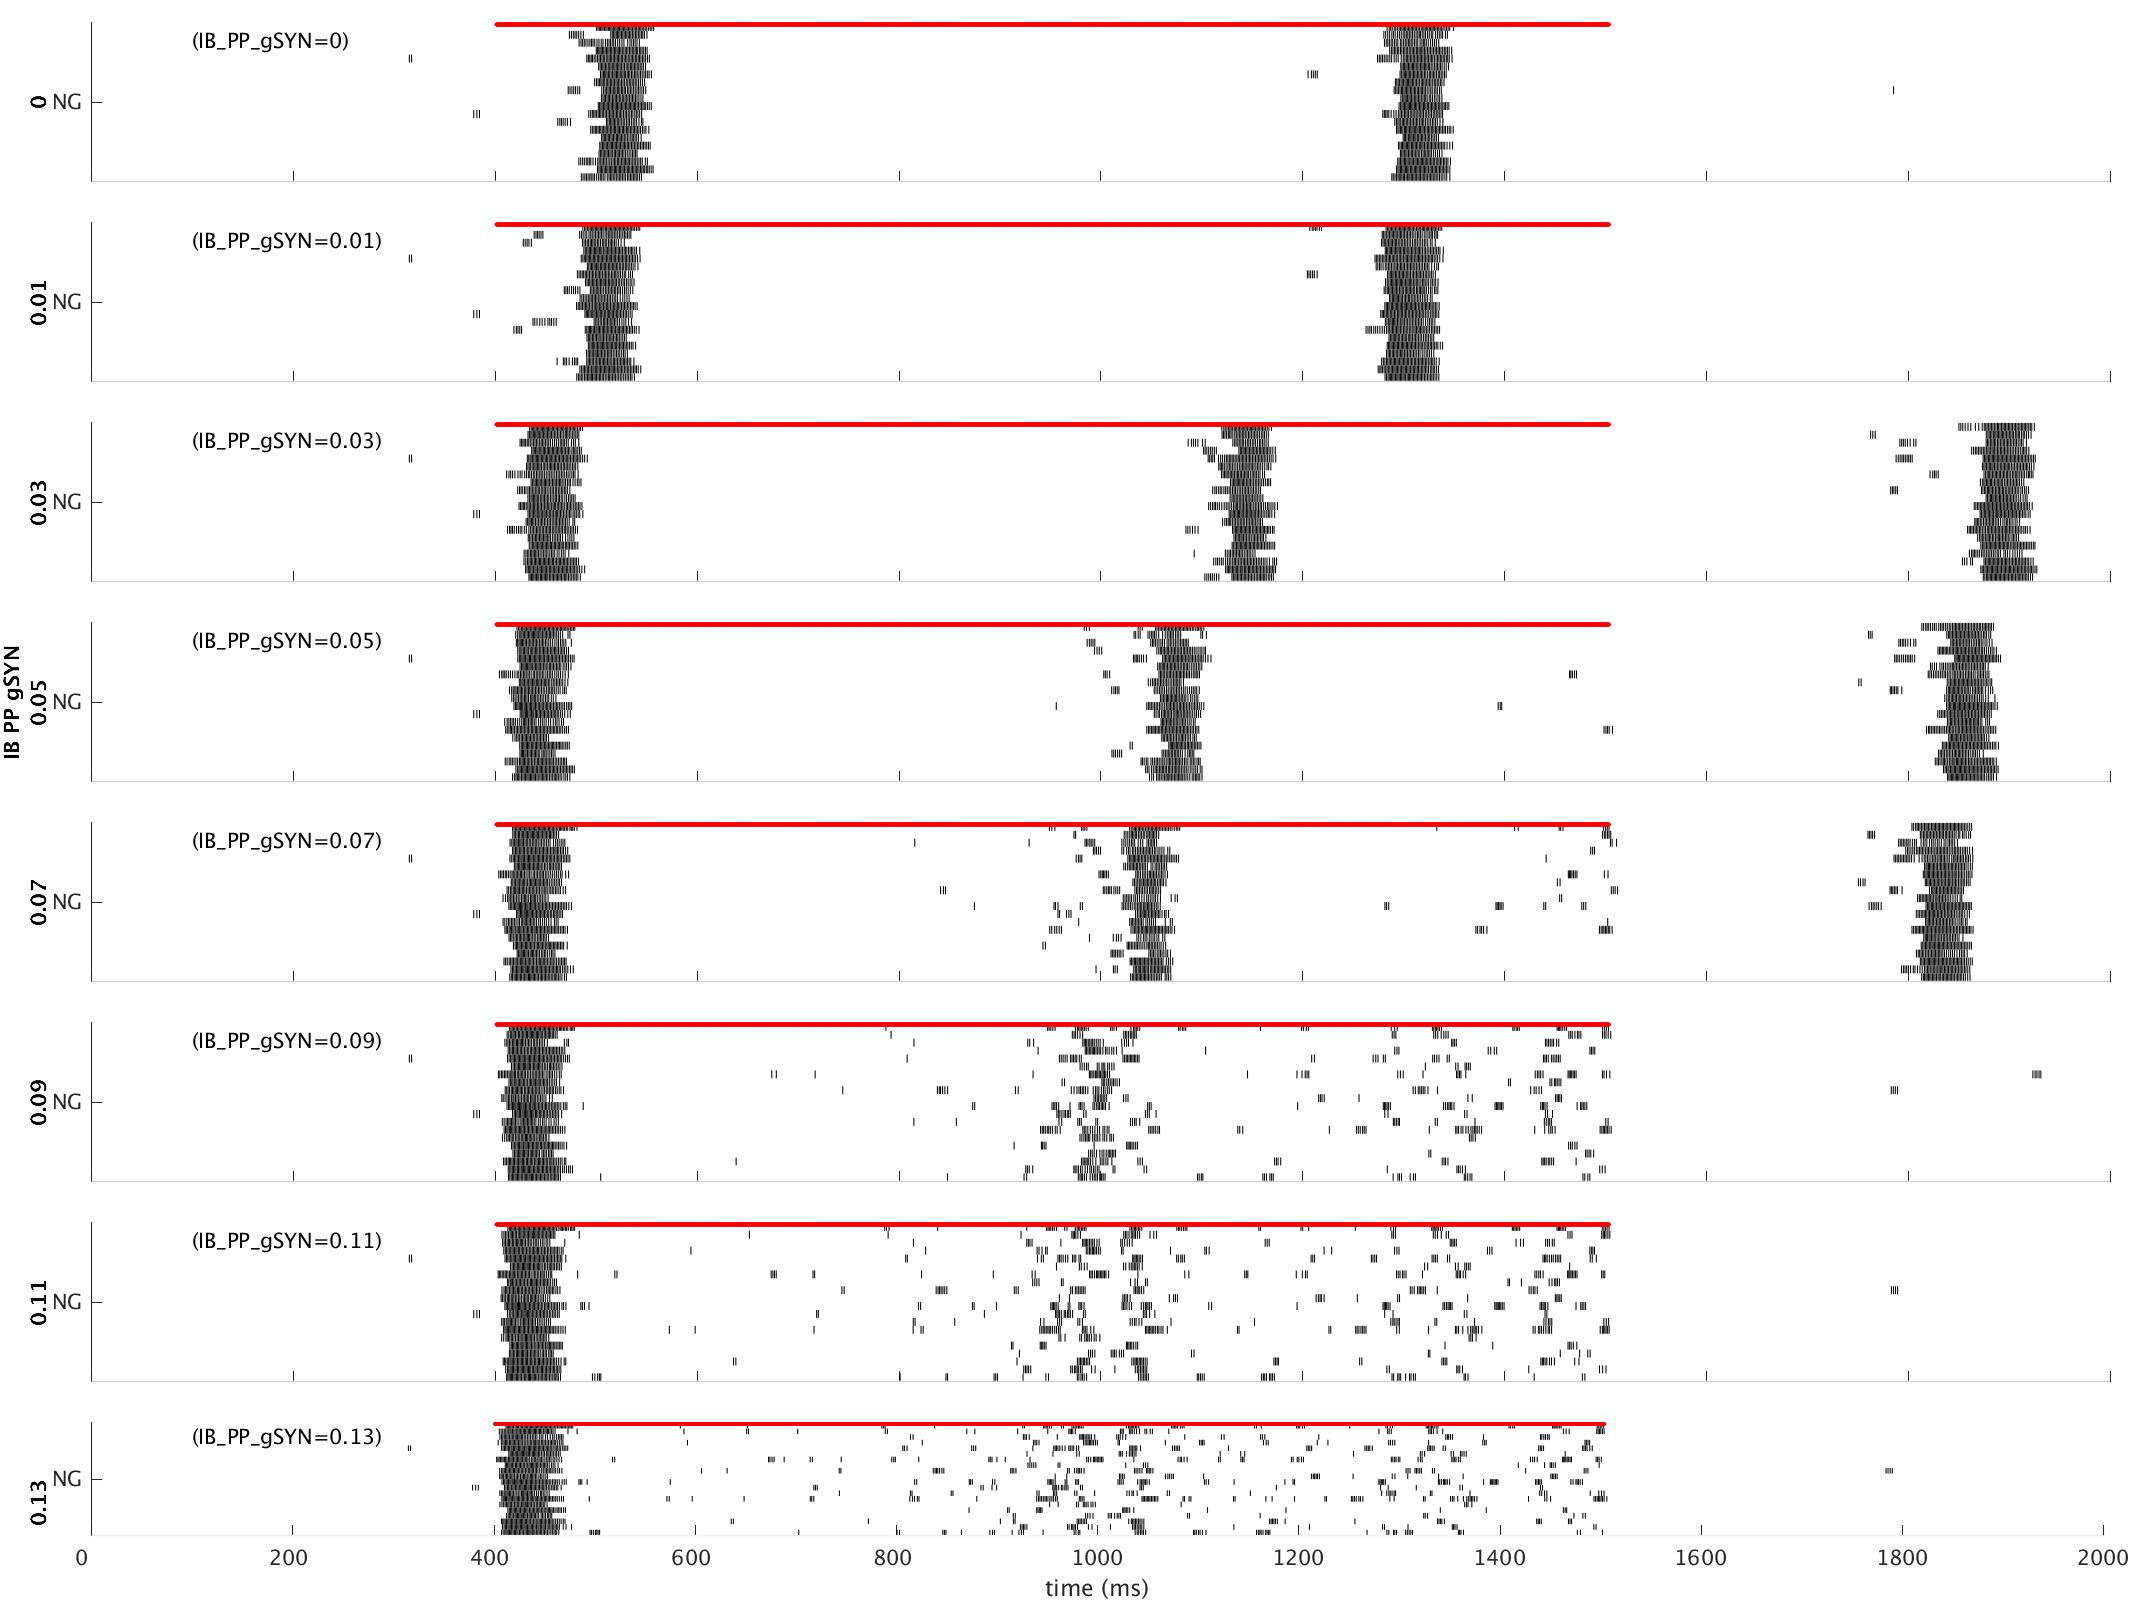 (IB_PP_gSYN=0)
0 NG
(IB_PP_gSYN=0.01)
0.01 NG
(IB_PP_gSYN=0.03)
0.03 NG
(IB_PP_gSYN=0.05)
0.05 NG
IB PP gSYN
(IB_PP_gSYN=0.07)
0.07 NG
(IB_PP_gSYN=0.09)
0.09 NG
(IB_PP_gSYN=0.11)
0.11 NG
(IB_PP_gSYN=0.13)
0.13 NG
0 200 400 600 800 1000 1200 1400 1600 1800 2000
time (ms)